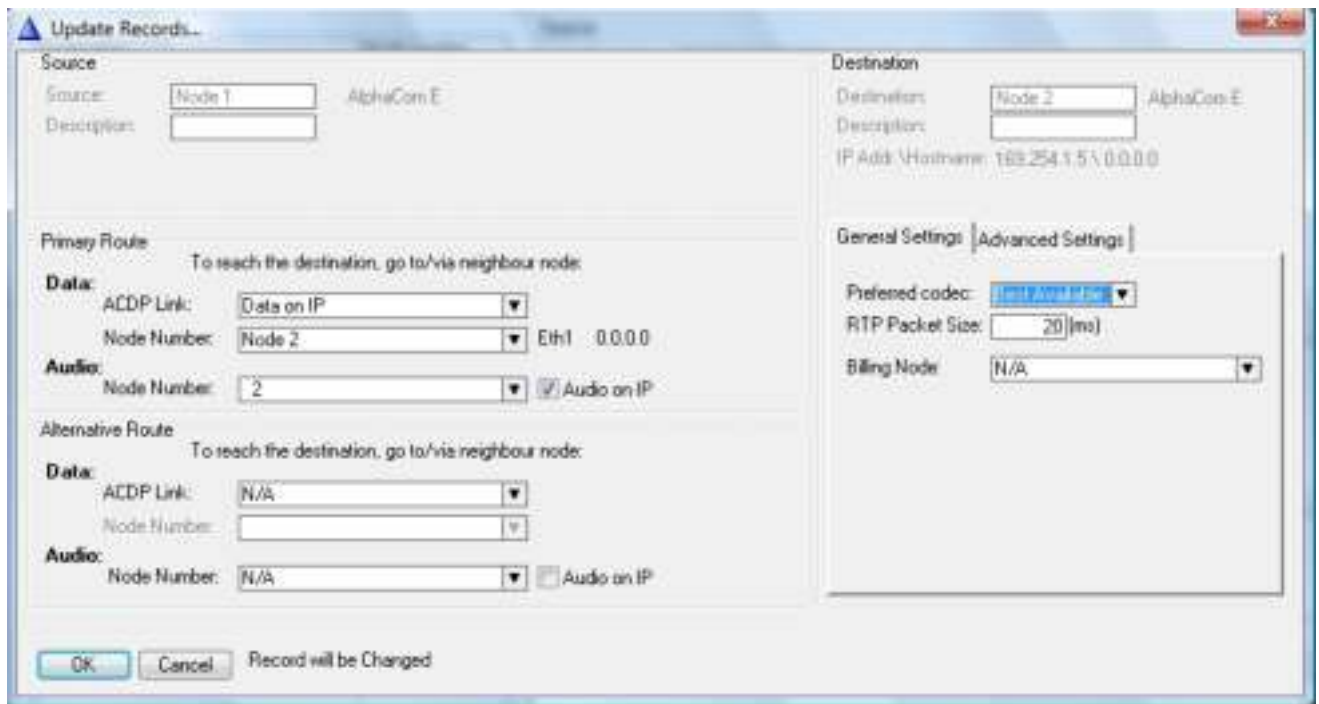 Update Records...
Source
Source: Node 1 AlphaCom E
Description:
Primary Route
To reach the destination, go to/via neighbour node:
Data:
ACDP Link: Data on IP
Node Number: Node 2 Eth1 0.0.0.0
Audio:
Node Number: 2 Audio on IP
Alternative Route
To reach the destination, go to/via neighbour node:
Data:
ACDP Link: N/A
Node Number:
Audio:
Node Number: N/A Audio on IP
OK Cancel Record will be Changed
Destination
Destination: Node 2 AlphaCom E
Description:
IP Addr. \Hostname: 169.254.1.5 \ 0.0.0.0
General Settings Advanced Settings
Preferred codec: Best Available
RTP Packet Size: 20 (ms)
Billing Node: N/A